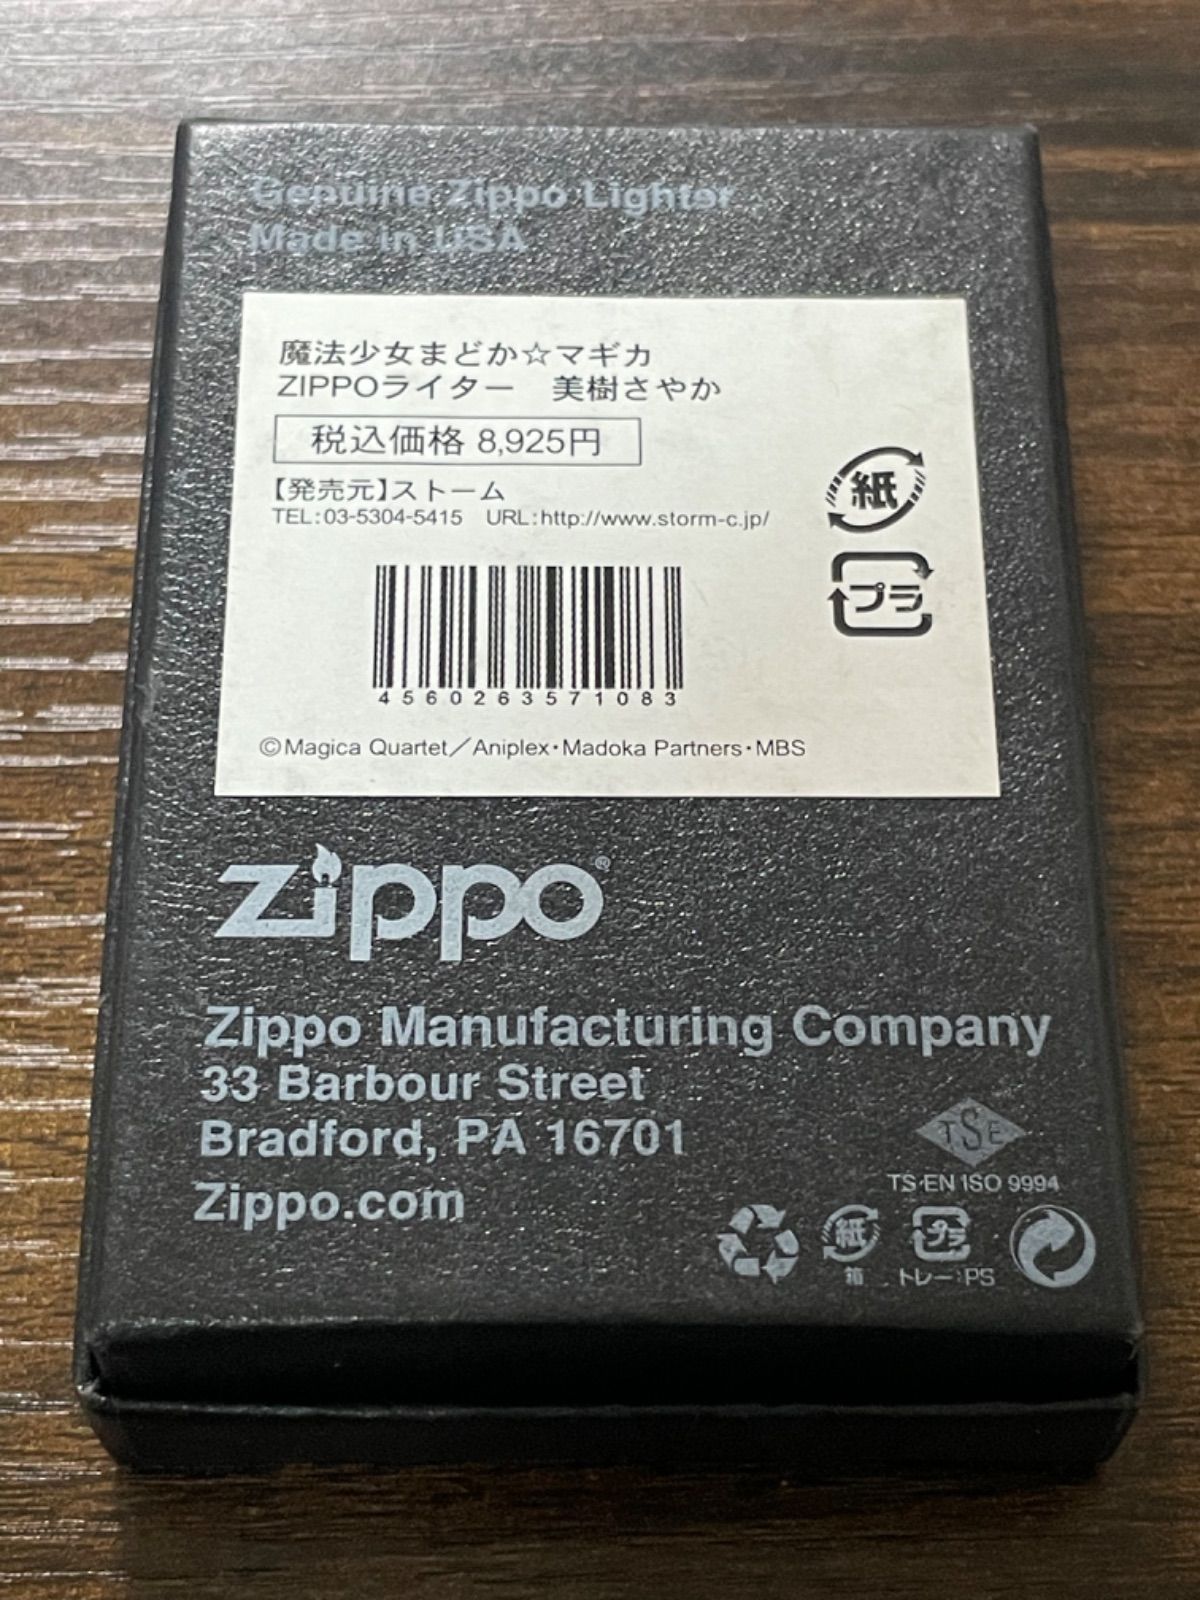 Genuine Zippo Lighter
Made in USA
魔法少女まどか☆マギカ
ZIPPOライター　美樹さやか
税込価格 8,925円
【発売元】ストーム
TEL:03-5304-5415 URL:http://www.storm-c.jp/
紙
プラ
4560263571083
©Magica Quartet／Aniplex・Madoka Partners・MBS
zippo®
Zippo Manufacturing Company
33 Barbour Street
Bradford, PA 16701
Zippo.com
TSE
TS EN ISO 9994
紙 プラ
箱 トレー:PS